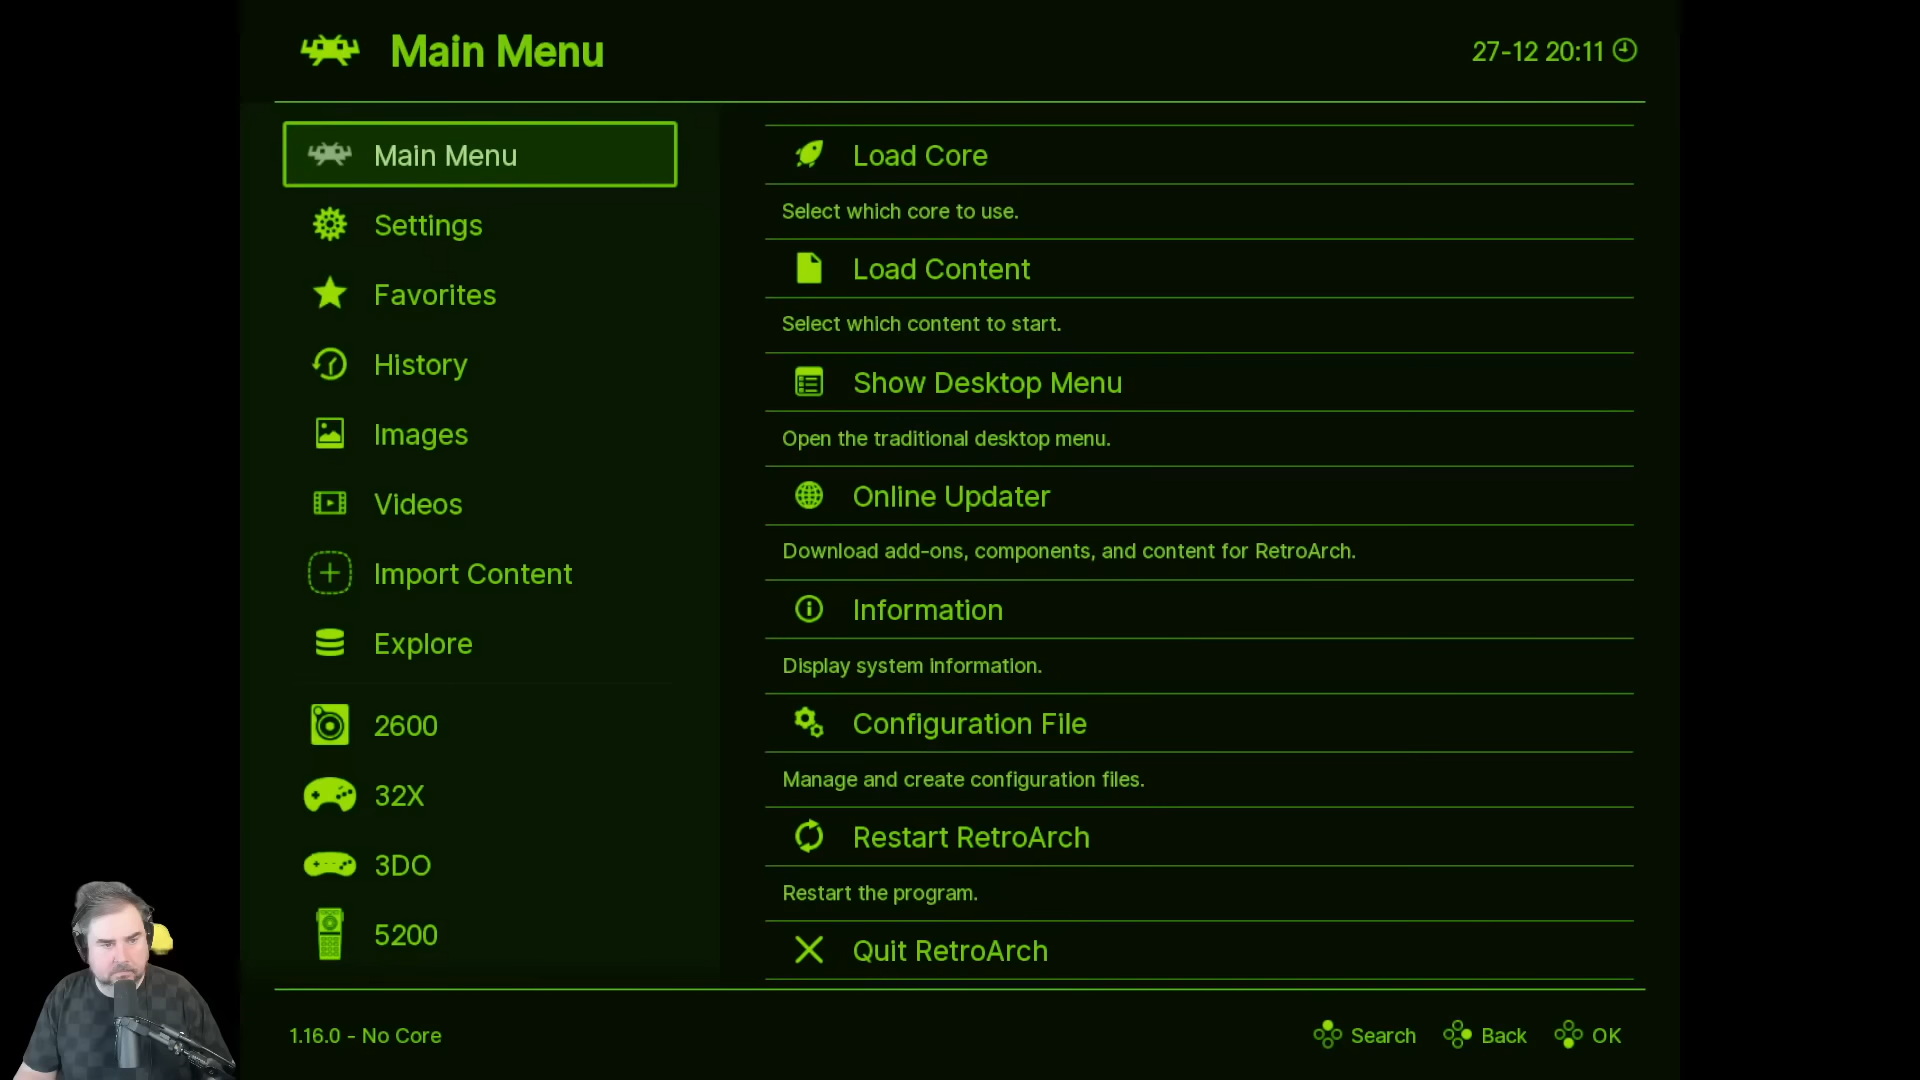 Main Menu
27-12 20:11
Main Menu
Settings
Favorites
History
Images
Videos
Import Content
Explore
2600
32X
3DO
5200
Load Core
Select which core to use.
Load Content
Select which content to start.
Show Desktop Menu
Open the traditional desktop menu.
Online Updater
Download add-ons, components, and content for RetroArch.
Information
Display system information.
Configuration File
Manage and create configuration files.
Restart RetroArch
Restart the program.
Quit RetroArch
1.16.0 - No Core
Search
Back
OK